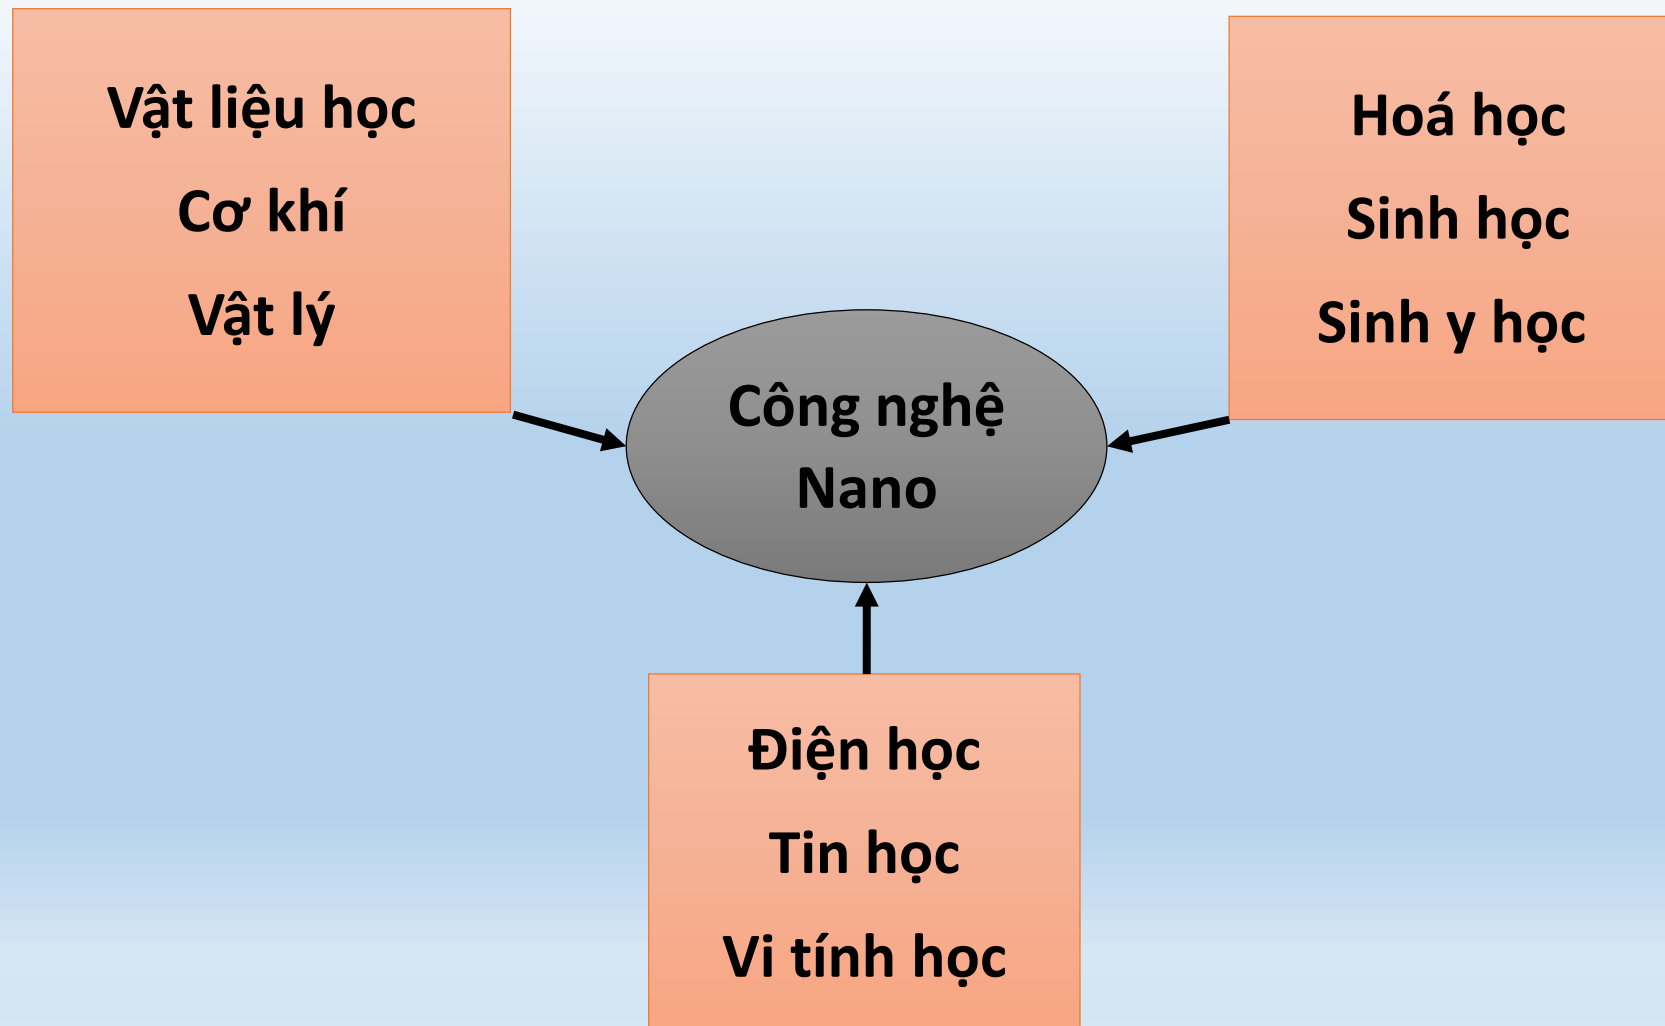 Vật liệu học
Cơ khí
Vật lý
Hoá học
Sinh học
Sinh y học
Công nghệ
Nano
Điện học
Tin học
Vi tính học